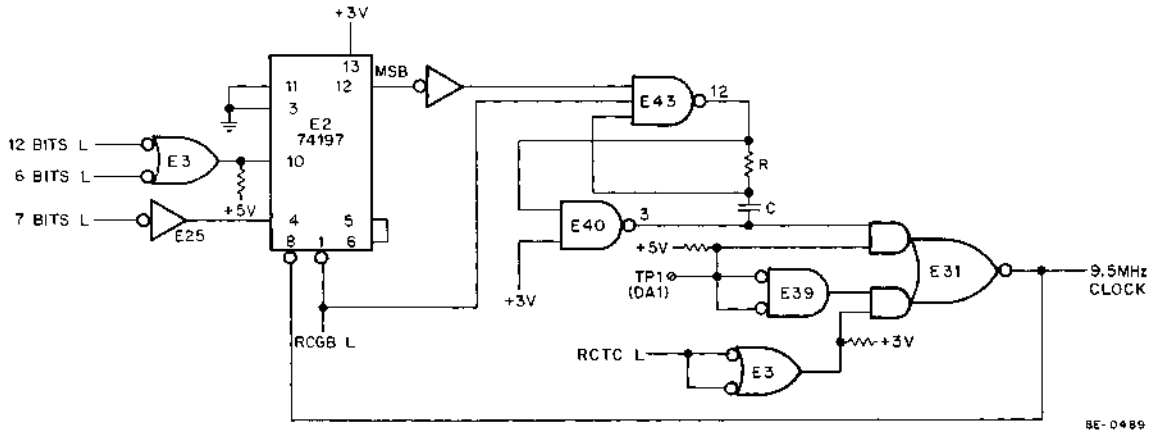 +3V
13
MSB
11
12
3
E2
74197
12 BITS L
E3
10
6 BITS L
+5V
7 BITS L
E25
4
5
8
1
6
RCGB L
E43
12
R
C
E40
3
+3V
+5V
TP1
(DA1)
E39
E31
9.5MHz
CLOCK
RCTC L
E3
+3V
BE-0489